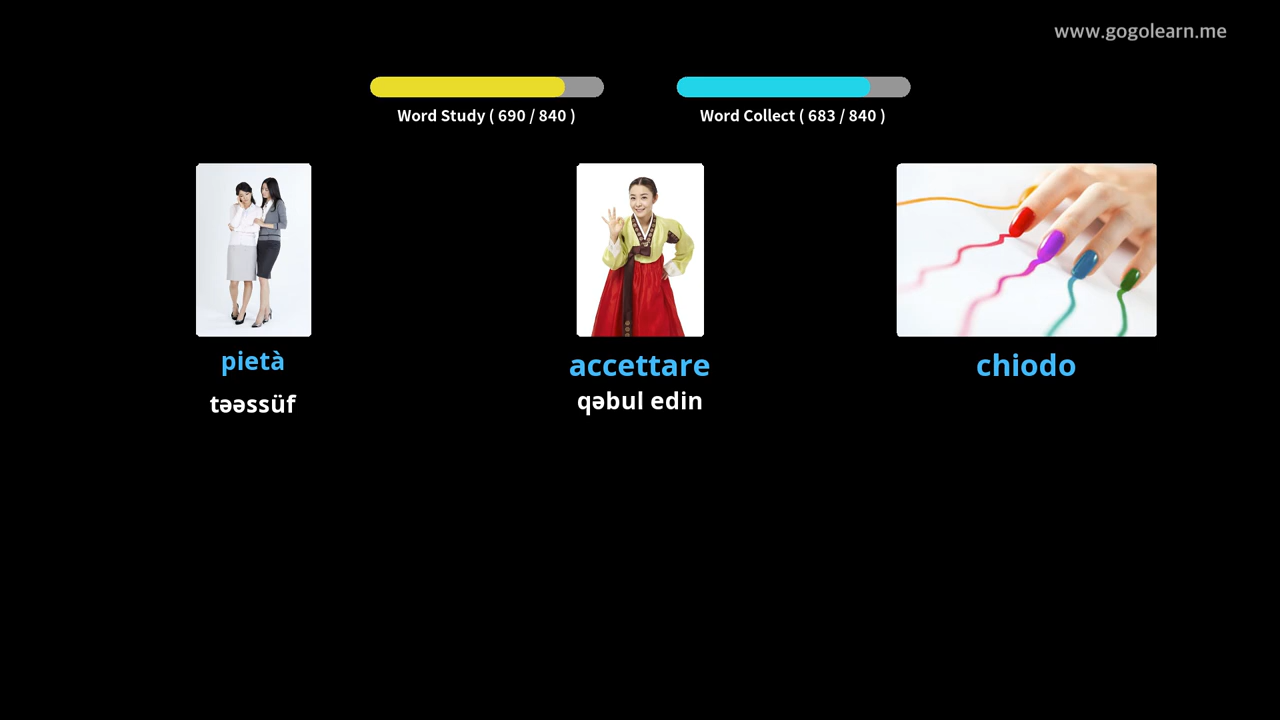 www.gogolearn.me
Word Study ( 690 / 840 )
Word Collect ( 683 / 840 )
pietà
təəssüf
accettare
qəbul edin
chiodo